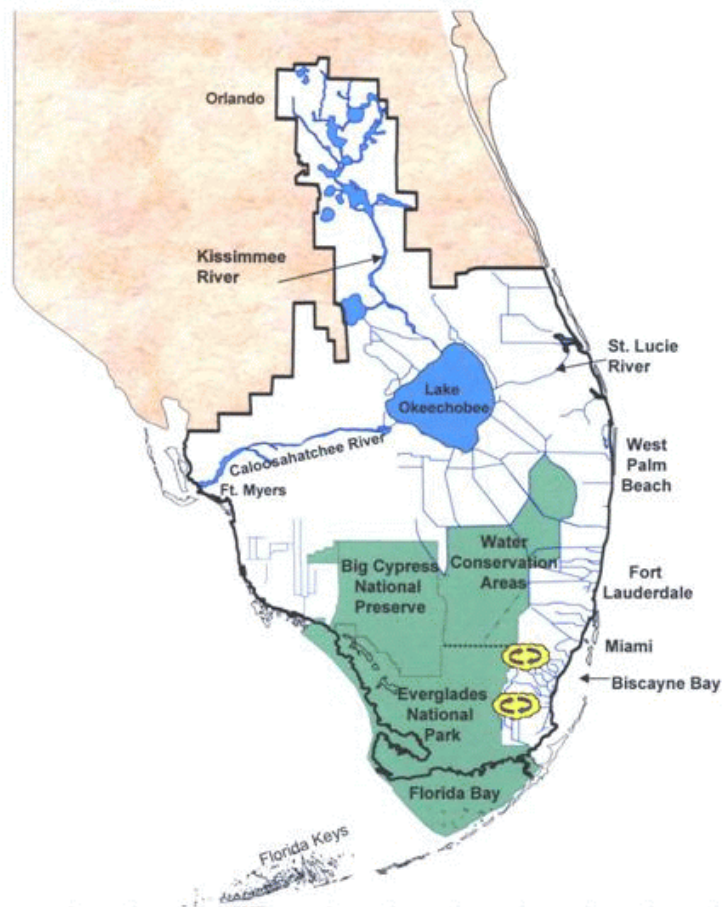 Orlando
Kissimmee
River
St. Lucie
River
Lake
Okeechobee
Caloosahatchee River
Ft. Myers
West
Palm
Beach
Water
Conservation
Areas
Big Cypress
National
Preserve
Fort
Lauderdale
Miami
Biscayne Bay
Everglades
National
Park
Florida Bay
Florida Keys